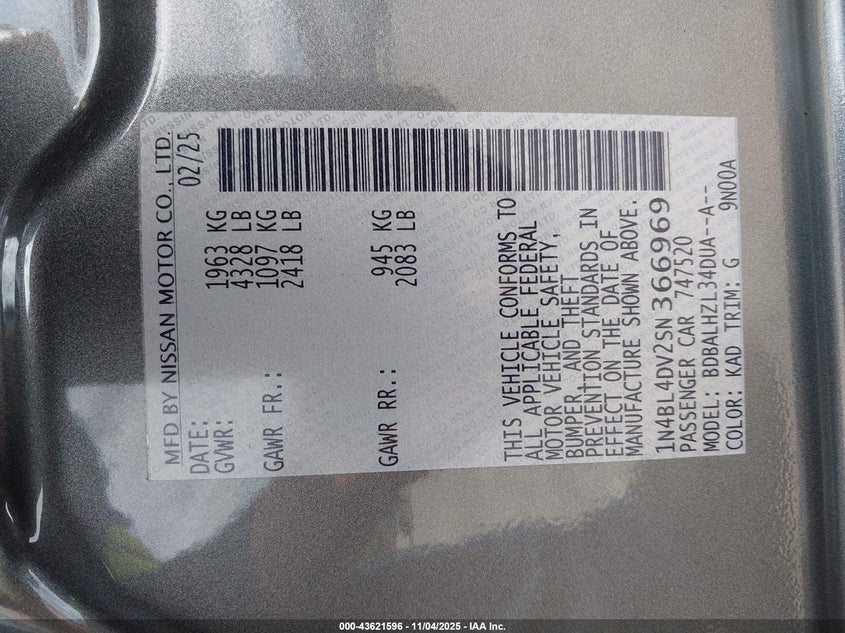 MFD BY NISSAN MOTOR CO., LTD.
DATE: 02/25
GVWR: 1963 KG
4328 LB
GAWR FR.: 1097 KG
2418 LB
GAWR RR.: 945 KG
2083 LB
THIS VEHICLE CONFORMS TO
ALL APPLICABLE FEDERAL
MOTOR VEHICLE SAFETY,
BUMPER, AND THEFT
PREVENTION STANDARDS IN
EFFECT ON THE DATE OF
MANUFACTURE SHOWN ABOVE.
1N4BL4DV2SN366969
PASSENGER CAR 747520
MODEL: BDBALHZL34DUA--A--
COLOR: KAD TRIM: G 9N00A
000-43621596 - 11/04/2025 - IAA Inc.